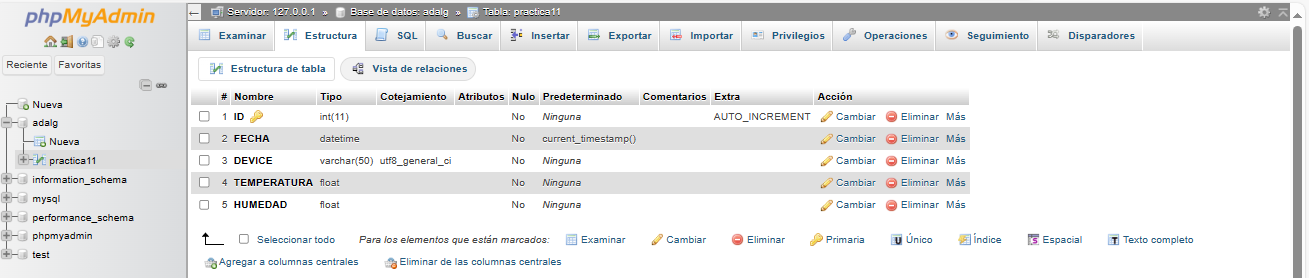 phpMyAdmin
Reciente Favoritas
Nueva
adalg
Nueva
practica11
information_schema
mysql
performance_schema
phpmyadmin
test
Servidor: 127.0.0.1 » Base de datos: adalg » Tabla: practica11
Examinar Estructura SQL Buscar Insertar Exportar Importar Privilegios Operaciones Seguimiento Disparadores
Estructura de tabla Vista de relaciones
# Nombre Tipo Cotejamiento Atributos Nulo Predeterminado Comentarios Extra Acción
1 ID int(11) No Ninguna AUTO_INCREMENT Cambiar Eliminar Más
2 FECHA datetime No current_timestamp() Cambiar Eliminar Más
3 DEVICE varchar(50) utf8_general_ci No Ninguna Cambiar Eliminar Más
4 TEMPERATURA float No Ninguna Cambiar Eliminar Más
5 HUMEDAD float No Ninguna Cambiar Eliminar Más
Seleccionar todo Para los elementos que están marcados: Examinar Cambiar Eliminar Primaria Único Índice Espacial Texto completo
Agregar a columnas centrales Eliminar de las columnas centrales